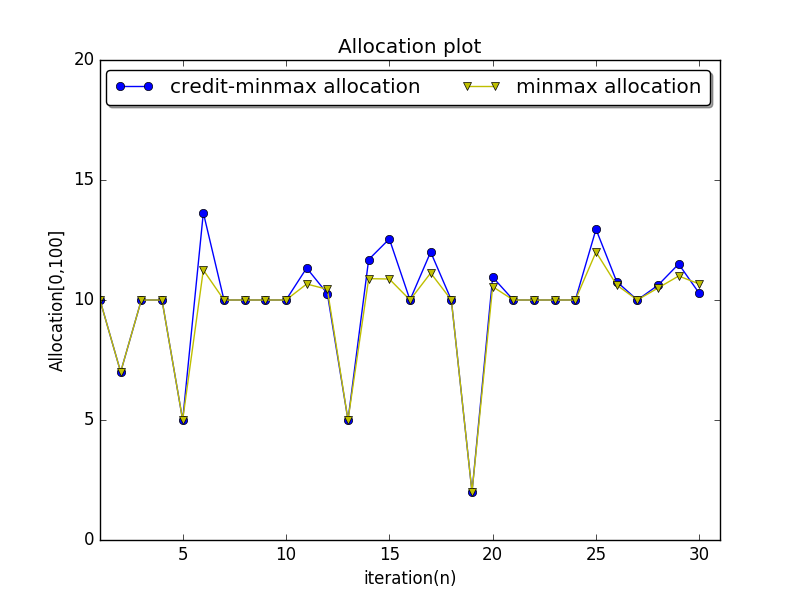 Allocation plot
credit-minmax allocation minmax allocation
20
15
10
5
0
Allocation[0,100]
5 10 15 20 25 30
iteration(n)